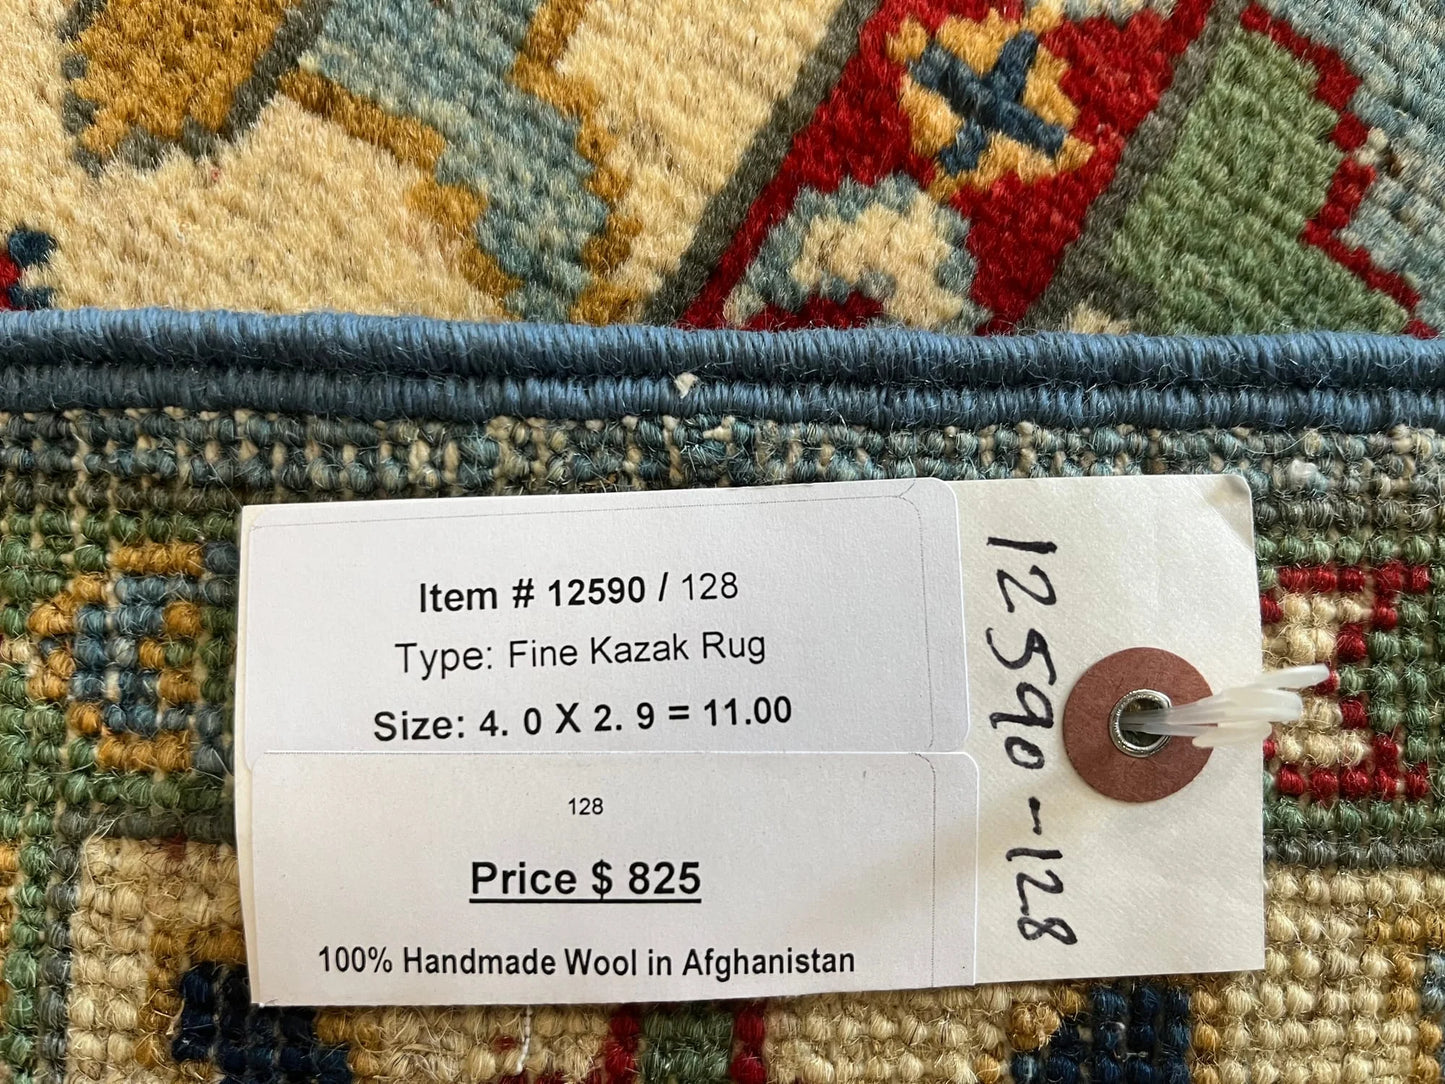 Item # 12590 / 128
Type: Fine Kazak Rug
Size: 4. 0 X 2. 9 = 11.00
128
Price $ 825
100% Handmade Wool in Afghanistan
12590-128